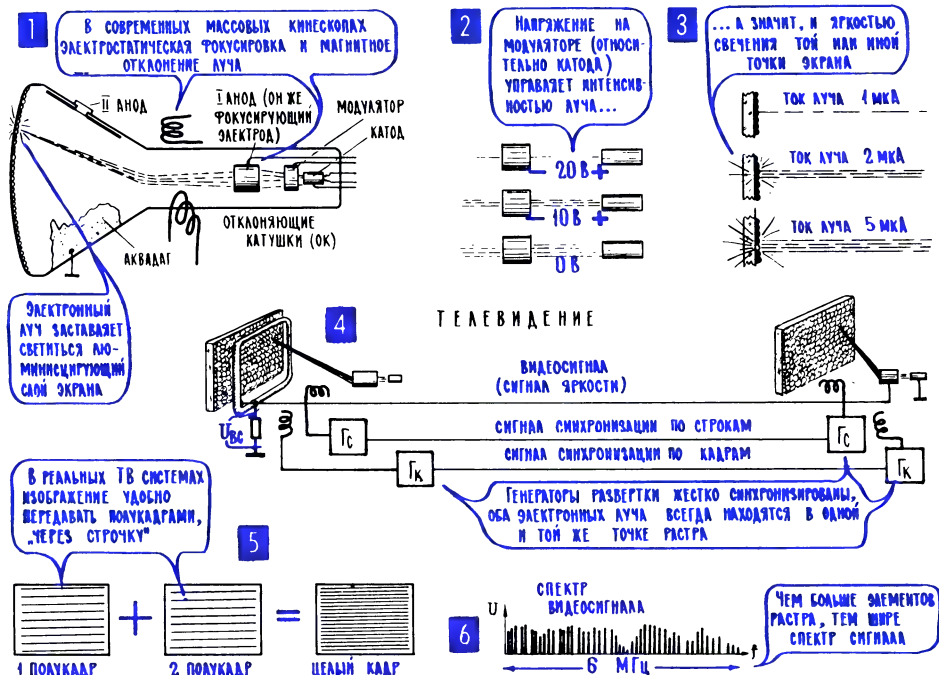 1
В СОВРЕМЕННЫХ МАССОВЫХ КИНЕСКОПАХ
ЭЛЕКТРОСТАТИЧЕСКАЯ ФОКУСИРОВКА И МАГНИТНОЕ
ОТКЛОНЕНИЕ ЛУЧА
II АНОД
I АНОД (ОН ЖЕ
ФОКУСИРУЮЩИЙ
ЭЛЕКТРОД)
МОДУЛЯТОР
КАТОД
ОТКЛОНЯЮЩИЕ
КАТУШКИ (ОК)
АКВАДАГ
ЭЛЕКТРОННЫЙ
ЛУЧ ЗАСТАВЛЯЕТ
СВЕТИТЬСЯ ЛЮ-
МИНИСЦИРУЮЩИЙ
СЛОЙ ЭКРАНА
2
НАПРЯЖЕНИЕ НА
МОДУЛЯТОРЕ (ОТНОСИ-
ТЕЛЬНО КАТОДА)
УПРАВЛЯЕТ ИНТЕНСИВ-
НОСТЬЮ ЛУЧА...
– 20 В +
– 10 В +
0 В
3
...А ЗНАЧИТ, И ЯРКОСТЬЮ
СВЕЧЕНИЯ ТОЙ ИЛИ ИНОЙ
ТОЧКИ ЭКРАНА
ТОК ЛУЧА 1 МКА
ТОК ЛУЧА 2 МКА
ТОК ЛУЧА 5 МКА
4
ТЕЛЕВИДЕНИЕ
ВИДЕОСИГНАЛ
(СИГНАЛ ЯРКОСТИ)
Uвс
Гс
СИГНАЛ СИНХРОНИЗАЦИИ ПО СТРОКАМ
Гс
Гк
СИГНАЛ СИНХРОНИЗАЦИИ ПО КАДРАМ
Гк
ГЕНЕРАТОРЫ РАЗВЕРТКИ ЖЕСТКО СИНХРОНИЗИРОВАНЫ,
ОБА ЭЛЕКТРОННЫХ ЛУЧА ВСЕГДА НАХОДЯТСЯ В ОДНОЙ
И ТОЙ ЖЕ ТОЧКЕ РАСТРА
5
В РЕАЛЬНЫХ ТВ СИСТЕМАХ
ИЗОБРАЖЕНИЕ УДОБНО
ПЕРЕДАВАТЬ ПОЛУКАДРАМИ,
„ЧЕРЕЗ СТРОЧКУ"
+
=
1 ПОЛУКАДР
2 ПОЛУКАДР
ЦЕЛЫЙ КАДР
6
СПЕКТР
ВИДЕОСИГНАЛА
U
f
6 МГц
ЧЕМ БОЛЬШЕ ЭЛЕМЕНТОВ
РАСТРА, ТЕМ ШИРЕ
СПЕКТР СИГНАЛА